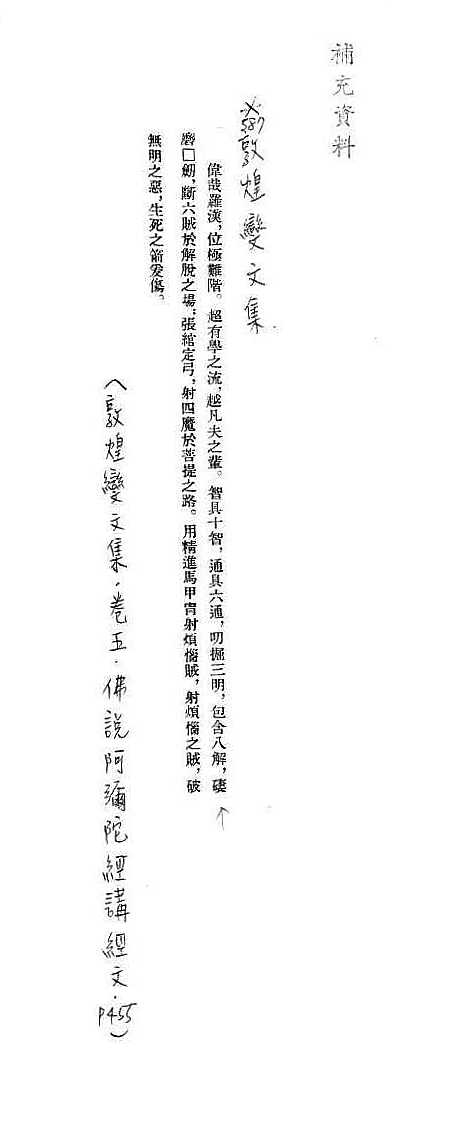 補充資料
敦煌變文集
偉哉羅漢,位極難階。超有學之流,越凡夫之輩。智具十智,通具六通,叨掘三明,包含八解,磋
磨□劒,斷六賊於解脫之場;張綰定弓,射四魔於菩提之路。用精進馬甲冑射煩惱賊,射煩惱之賊,破
無明之惡,生死之箭爰傷。
(敦煌變文集·卷五·佛說阿彌陀經講經文·P455)